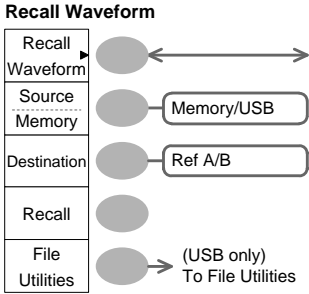 Recall Waveform
Recall
Waveform
Source
Memory
Memory/USB
Destination
Ref A/B
Recall
File
Utilities
(USB only)
To File Utilities